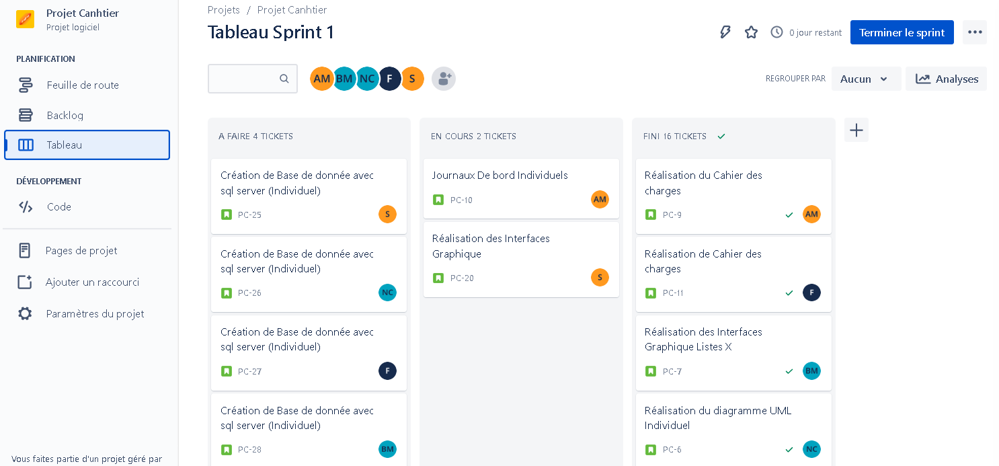 Projet Canhtier
Projet logiciel
PLANIFICATION
Feuille de route
Backlog
Tableau
DÉVELOPPEMENT
Code
Pages de projet
Ajouter un raccourci
Paramètres du projet
Vous faites partie d'un projet géré par
Projets / Projet Canhtier
Tableau Sprint 1
0 jour restant
Terminer le sprint
AM BM NC F S
REGROUPER PAR
Aucun
Analyses
A FAIRE 4 TICKETS
Création de Base de donnée avec
sql server (Individuel)
PC-25
S
Création de Base de donnée avec
sql server (Individuel)
PC-26
NC
Création de Base de donnée avec
sql server (Individuel)
PC-27
F
Création de Base de donnée avec
sql server (Individuel)
PC-28
BM
EN COURS 2 TICKETS
Journaux De bord Individuels
PC-10
AM
Réalisation des Interfaces
Graphique
PC-20
S
FINI 16 TICKETS
Réalisation du Cahier des
charges
PC-9
AM
Réalisation de Cahier des
charges
PC-11
F
Réalisation des Interfaces
Graphique Listes X
PC-7
BM
Réalisation du diagramme UML
Individuel
PC-6
NC